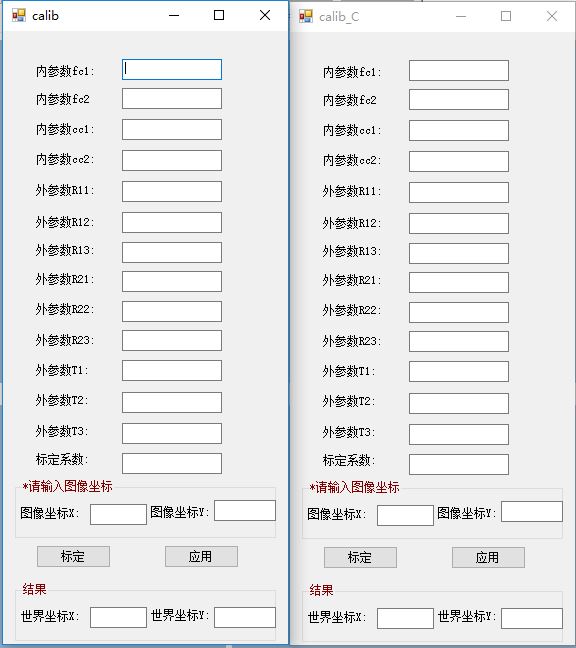 calib
内参数fc1:
内参数fc2
内参数cc1:
内参数cc2:
外参数R11:
外参数R12:
外参数R13:
外参数R21:
外参数R22:
外参数R23:
外参数T1:
外参数T2:
外参数T3:
标定系数:
*请输入图像坐标
图像坐标X: 图像坐标Y:
标定 应用
结果
世界坐标X: 世界坐标Y:
calib_C
内参数fc1:
内参数fc2
内参数cc1:
内参数cc2:
外参数R11:
外参数R12:
外参数R13:
外参数R21:
外参数R22:
外参数R23:
外参数T1:
外参数T2:
外参数T3:
标定系数:
*请输入图像坐标
图像坐标X: 图像坐标Y:
标定 应用
结果
世界坐标X: 世界坐标Y: